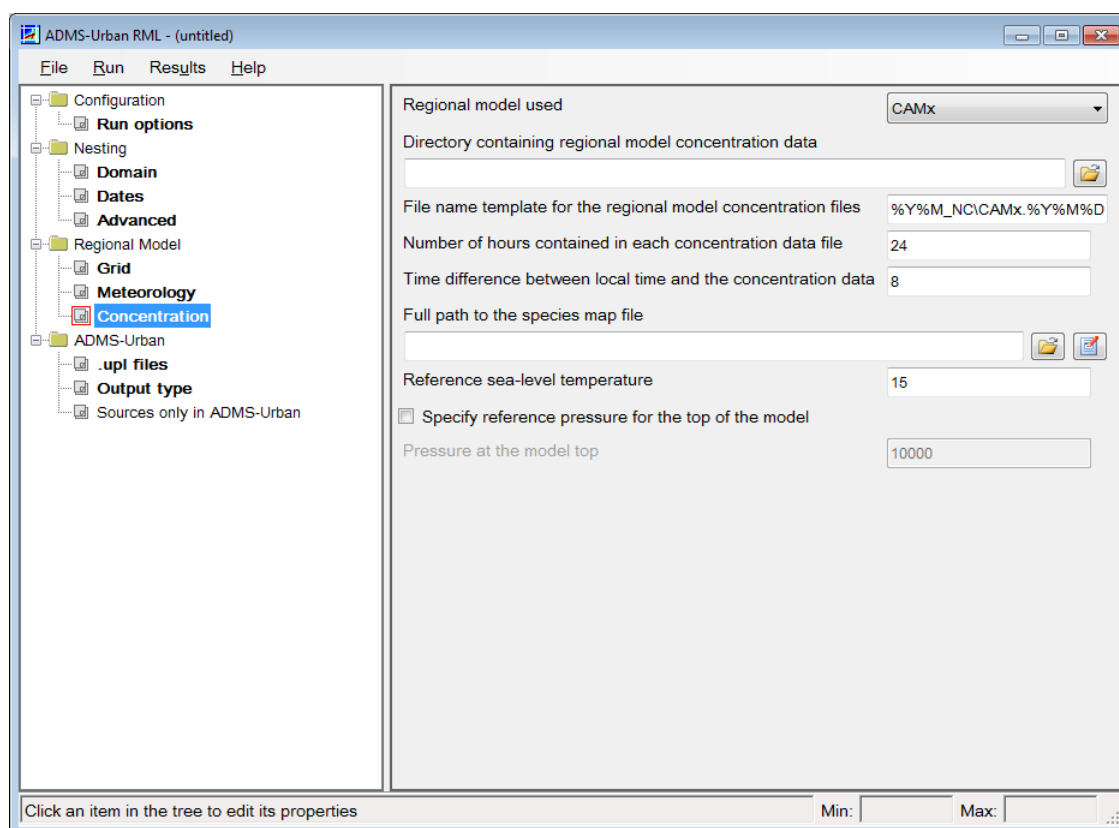 ADMS-Urban RML - (untitled)
File Run Results Help
Configuration
Run options
Nesting
Domain
Dates
Advanced
Regional Model
Grid
Meteorology
Concentration
ADMS-Urban
.upl files
Output type
Sources only in ADMS-Urban
Regional model used CAMx
Directory containing regional model concentration data
File name template for the regional model concentration files %Y%M_NC\CAMx.%Y%M%D
Number of hours contained in each concentration data file 24
Time difference between local time and the concentration data 8
Full path to the species map file
Reference sea-level temperature 15
Specify reference pressure for the top of the model
Pressure at the model top 10000
Click an item in the tree to edit its properties Min: Max: